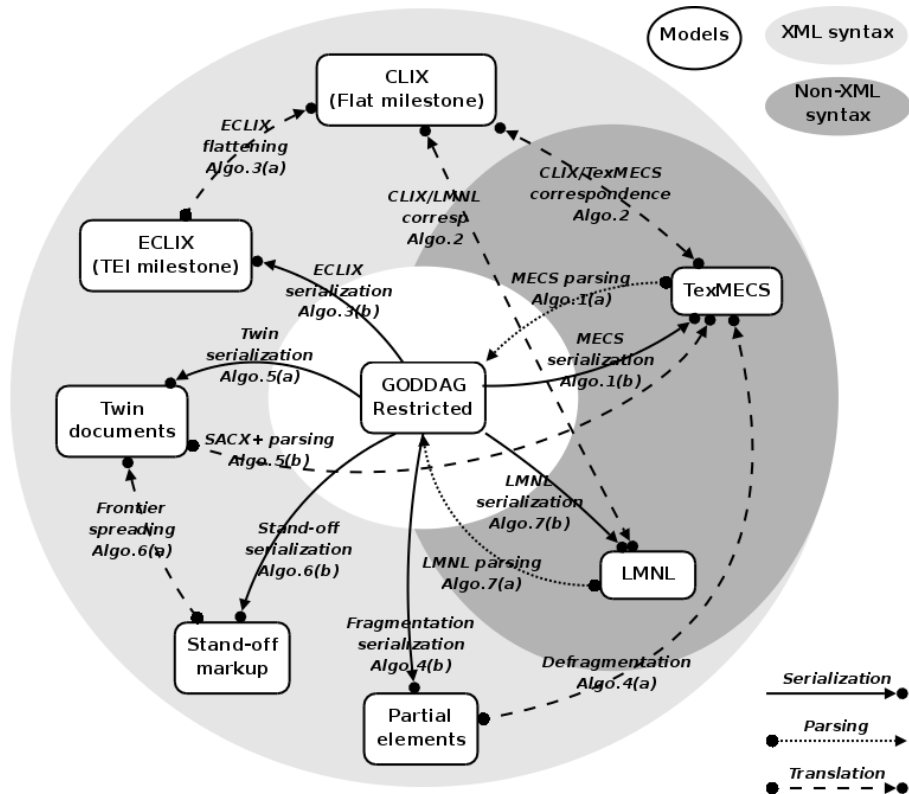 Models
XML syntax
Non-XML
syntax
CLIX
(Flat milestone)
ECLIX
flattening
Algo.3(a)
CLIX/TexMECS
correspondence
Algo.2
CLIX/LMNL
corresp
Algo.2
ECLIX
(TEI milestone)
ECLIX
serialization
Algo.3(b)
MECS parsing
Algo.1(a)
TexMECS
Twin
serialization
Algo.5(a)
MECS
serialization
Algo.1(b)
GODDAG
Restricted
Twin
documents
SACX+ parsing
Algo.5(b)
LMNL
serialization
Algo.7(b)
Frontier
spreading
Algo.6(a)
Stand-off
serialization
Algo.6(b)
LMNL parsing
Algo.7(a)
LMNL
Stand-off
markup
Fragmentation
serialization
Algo.4(b)
Defragmentation
Algo.4(a)
Partial
elements
Serialization
Parsing
Translation